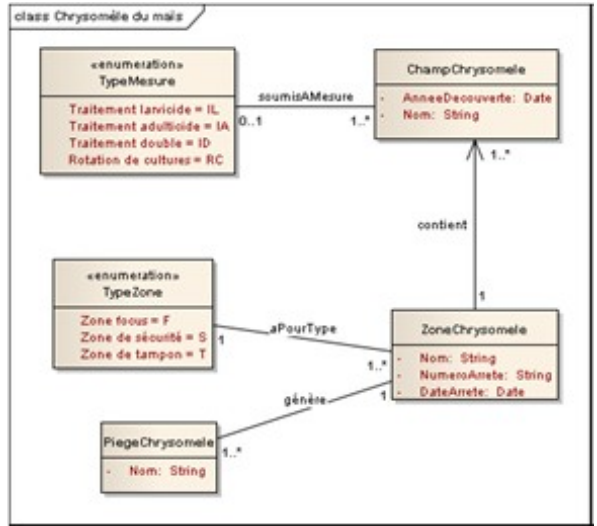 class Chrysomèle du maïs
«enumeration»
TypeMesure
Traitement larvicide = IL
Traitement adulticide = IA
Traitement double = ID
Rotation de cultures = RC
soumisAMesure
0..1
1..*
ChampChrysomele
- AnneeDecouverte: Date
- Nom: String
1..*
contient
1
«enumeration»
TypeZone
Zone focus = F
Zone de sécurité = S
Zone de tampon = T
1
aPourType
1..*
ZoneChrysomele
- Nom: String
- NumeroArrete: String
- DateArrete: Date
génère
1
1..*
PiegeChrysomele
- Nom: String